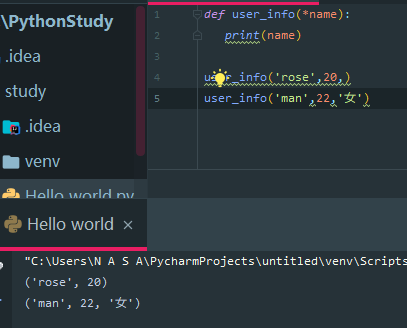 \PythonStudy
.idea
study
.idea
venv
Hello world.py
1 def user_info(*name):
2 print(name)
3
4 user_info('rose',20,)
5 user_info('man',22,'女')
Hello world ×
"C:\Users\N A S A\PycharmProjects\untitled\venv\Scripts
('rose', 20)
('man', 22, '女')